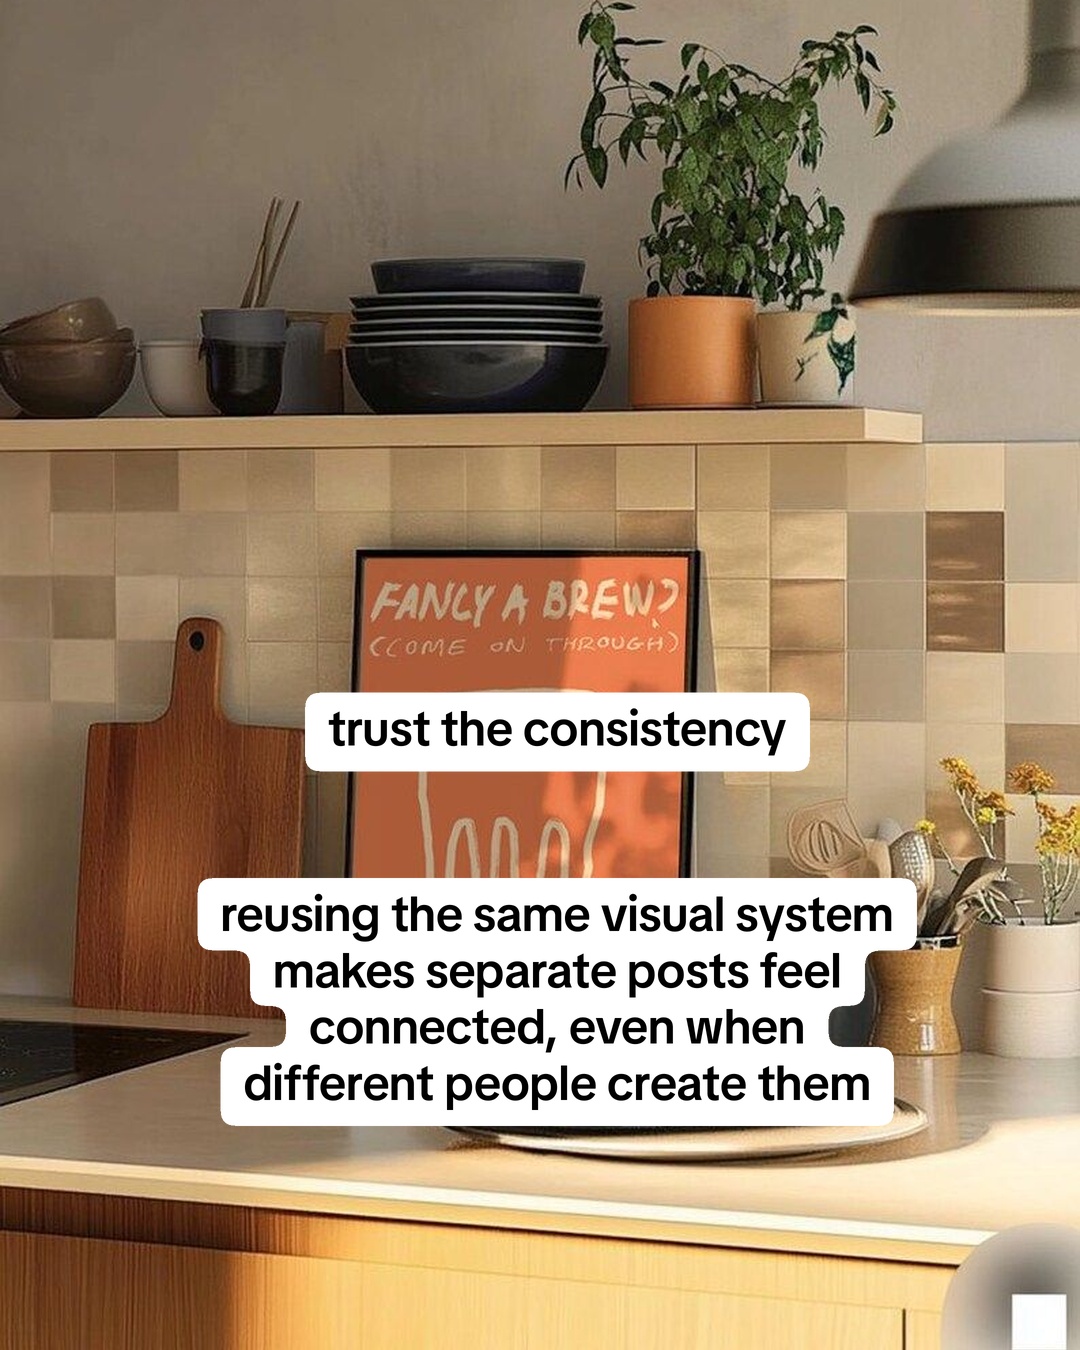 FANCY A BREW?
(COME ON THROUGH)
trust the consistency
reusing the same visual system
makes separate posts feel
connected, even when
different people create them